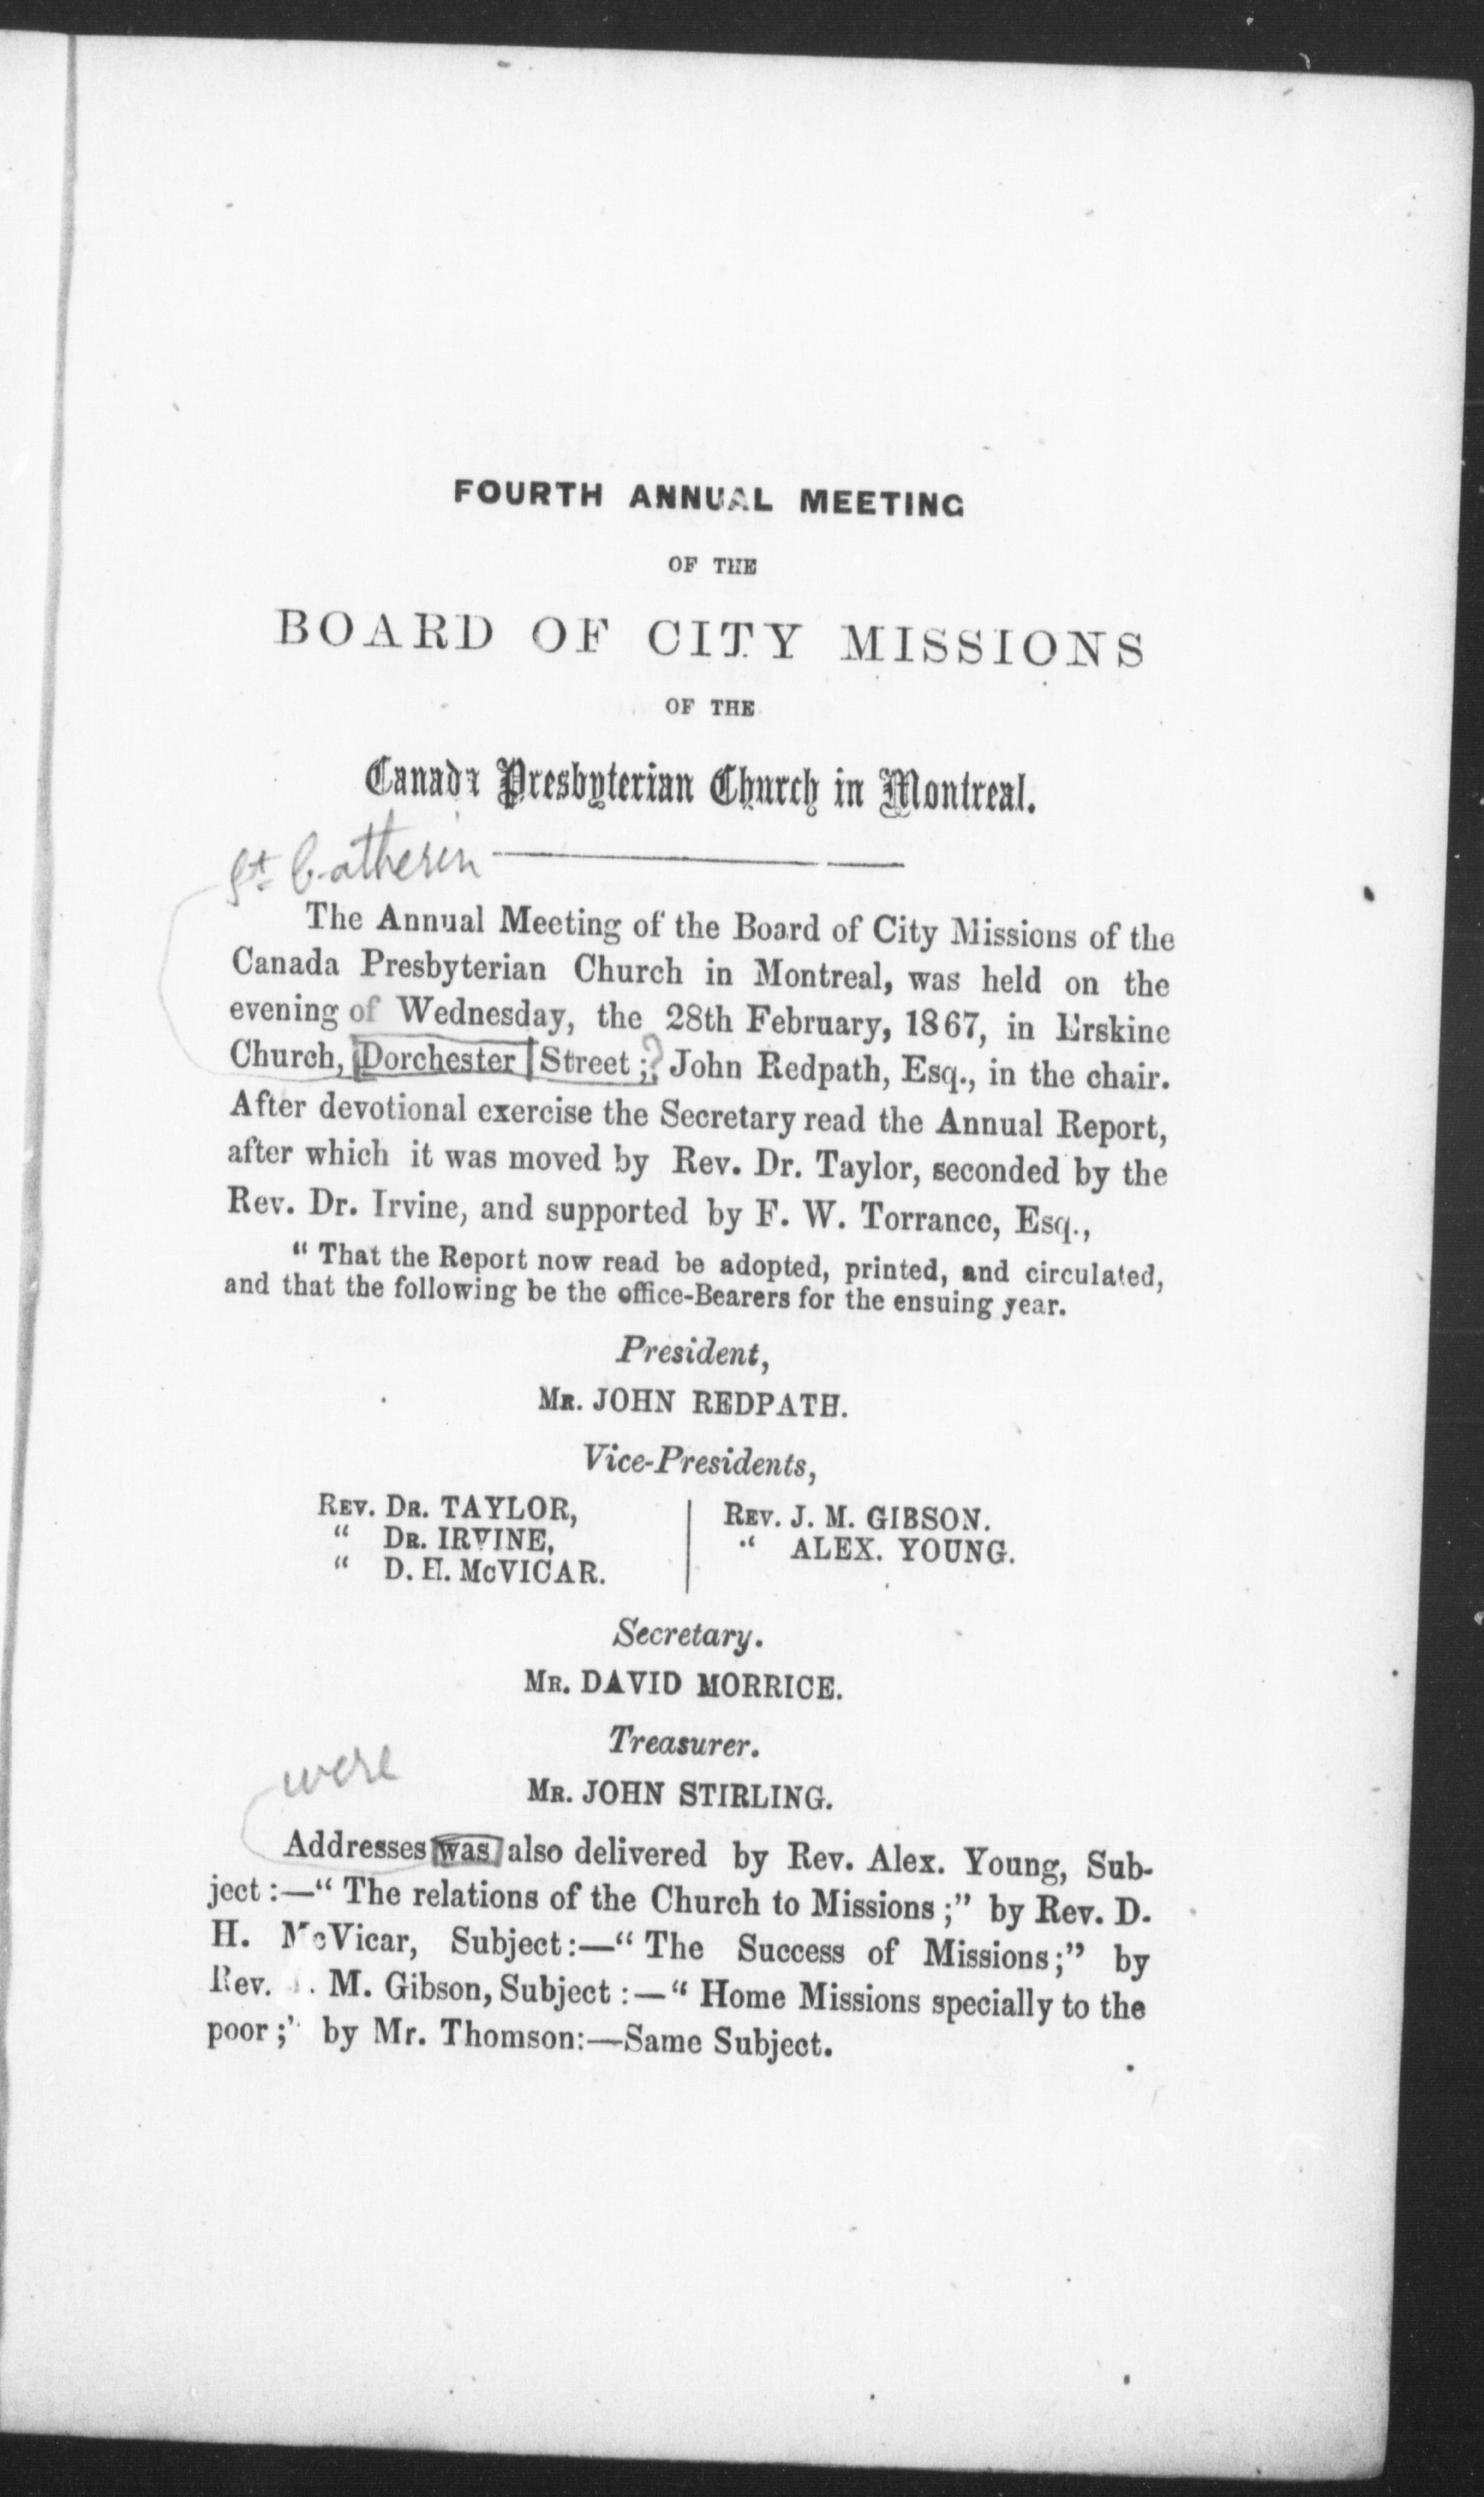 FOURTH ANNUAL MEETING
OF THE
BOARD OF CITY MISSIONS
OF THE
Canada Presbyterian Church in Montreal.
St. Catherin
The Annual Meeting of the Board of City Missions of the
Canada Presbyterian Church in Montreal, was held on the
evening of Wednesday, the 28th February, 1867, in Erskine
Church, Dorchester Street ;? John Redpath, Esq., in the chair.
After devotional exercise the Secretary read the Annual Report,
after which it was moved by Rev. Dr. Taylor, seconded by the
Rev. Dr. Irvine, and supported by F. W. Torrance, Esq.,
“ That the Report now read be adopted, printed, and circulated,
and that the following be the office-Bearers for the ensuing year.
President,
MR. JOHN REDPATH.
Vice-Presidents,
REV. DR. TAYLOR,
“ DR. IRVINE,
“ D. H. McVICAR.
REV. J. M. GIBSON.
“ ALEX. YOUNG.
Secretary.
MR. DAVID MORRICE.
Treasurer.
were
MR. JOHN STIRLING.
Addresses was also delivered by Rev. Alex. Young, Sub-
ject :—“ The relations of the Church to Missions ;” by Rev. D.
H. McVicar, Subject:—“ The Success of Missions;” by
Rev. . M. Gibson, Subject :—“ Home Missions specially to the
poor ;” by Mr. Thomson:—Same Subject.